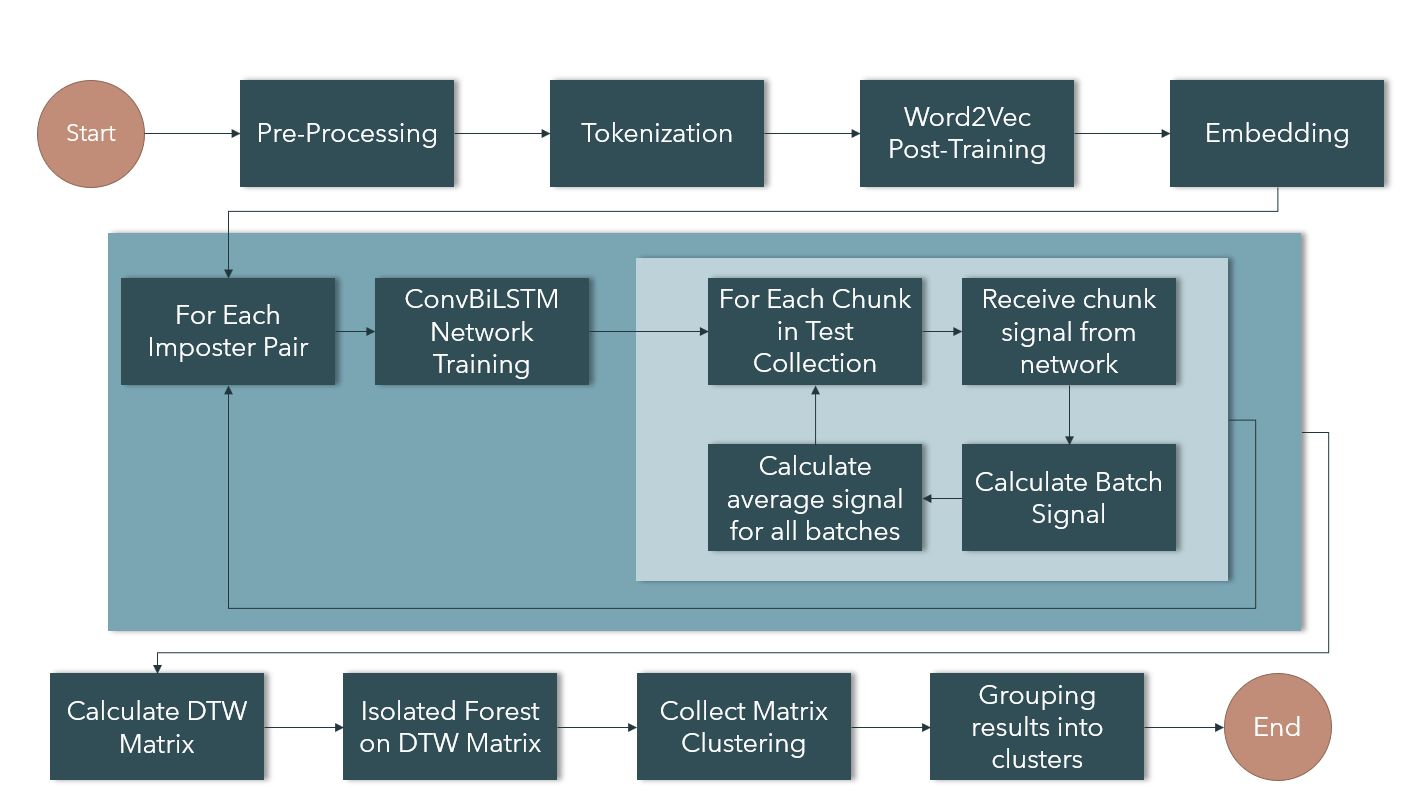 Start
Pre-Processing
Tokenization
Word2Vec
Post-Training
Embedding
For Each
Imposter Pair
ConvBiLSTM
Network
Training
For Each Chunk
in Test
Collection
Receive chunk
signal from
network
Calculate
average signal
for all batches
Calculate Batch
Signal
Calculate DTW
Matrix
Isolated Forest
on DTW Matrix
Collect Matrix
Clustering
Grouping
results into
clusters
End